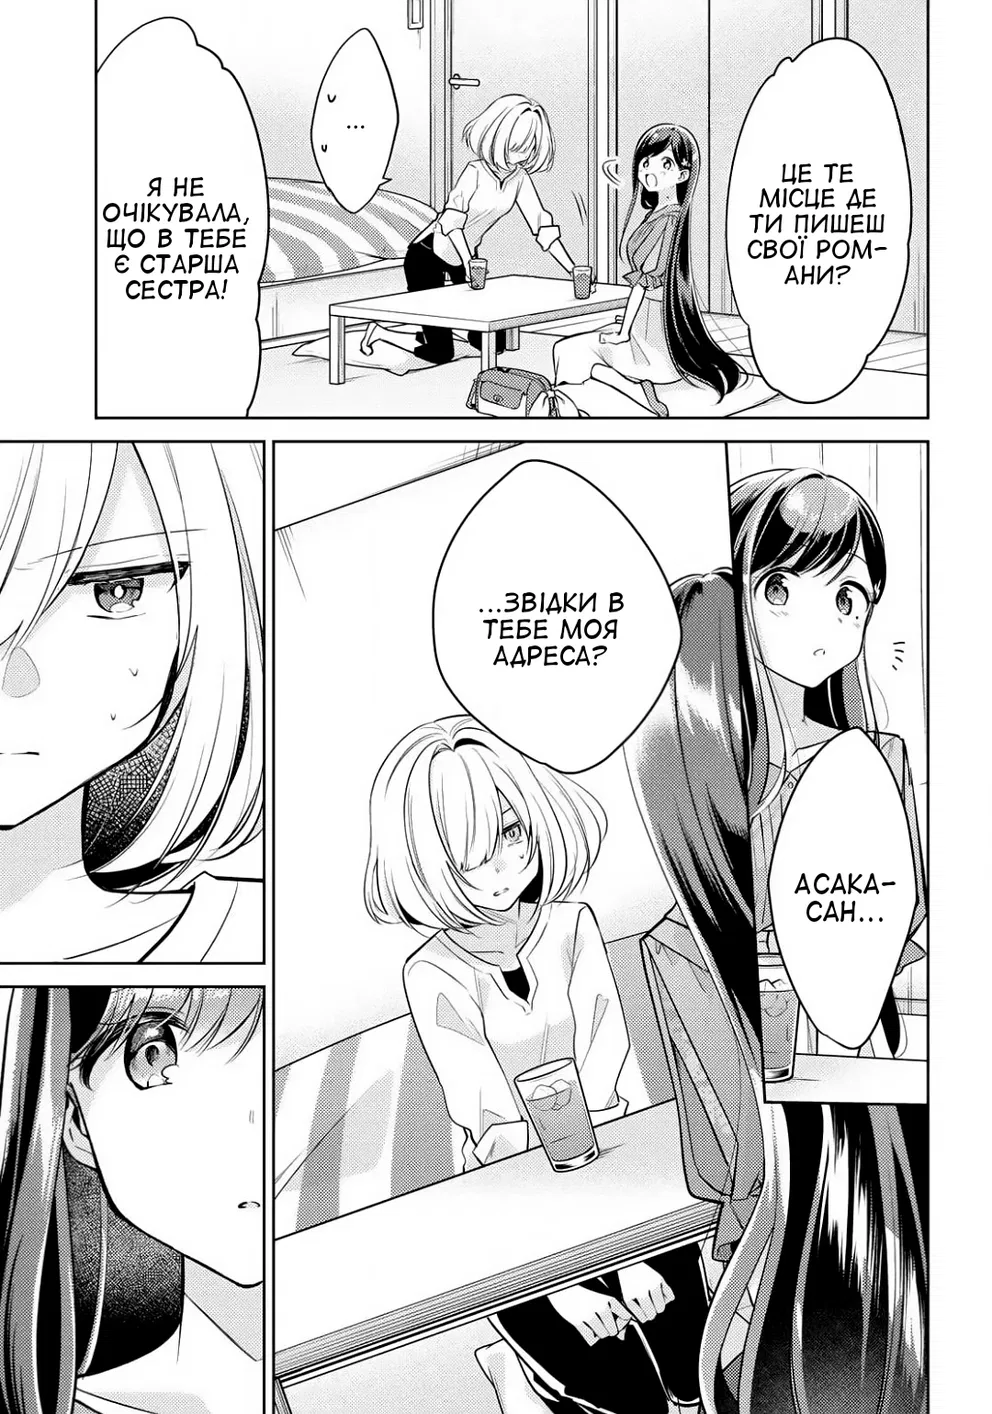 ЦЕ ТЕ
МІСЦЕ ДЕ
ТИ ПИШЕШ
СВОЇ РОМ-
АНИ?
...
Я НЕ
ОЧІКУВАЛА,
ЩО В ТЕБЕ
Є СТАРША
СЕСТРА!
АСАКА-
САН...
...ЗВІДКИ В
ТЕБЕ МОЯ
АДРЕСА?